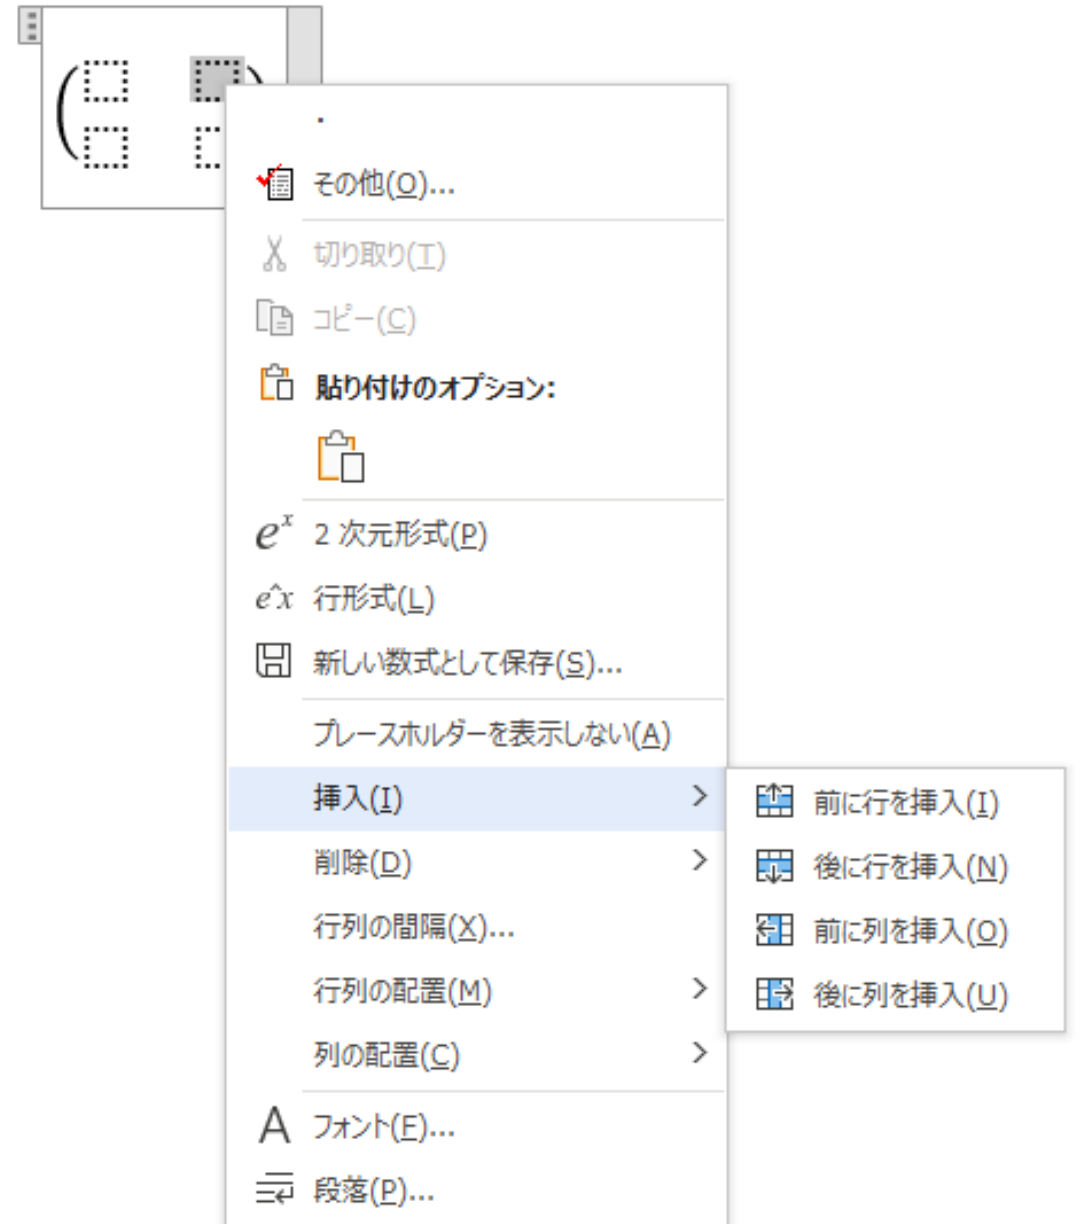 .
その他(O)...
切り取り(T)
コピー(C)
貼り付けのオプション:
e^x 2 次元形式(P)
e^x 行形式(L)
新しい数式として保存(S)...
プレースホルダーを表示しない(A)
挿入(I)
前に行を挿入(I)
後に行を挿入(N)
前に列を挿入(O)
後に列を挿入(U)
削除(D)
行列の間隔(X)...
行列の配置(M)
列の配置(C)
A フォント(F)...
段落(P)...